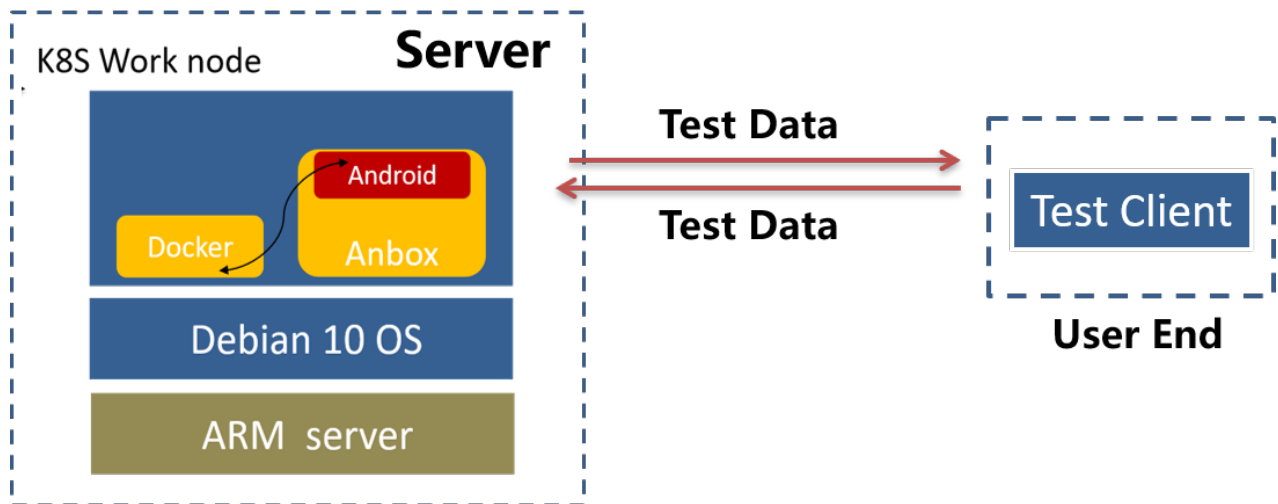 K8S Work node
Server
Android
Docker
Anbox
Debian 10 OS
ARM server
Test Data
Test Data
Test Client
User End